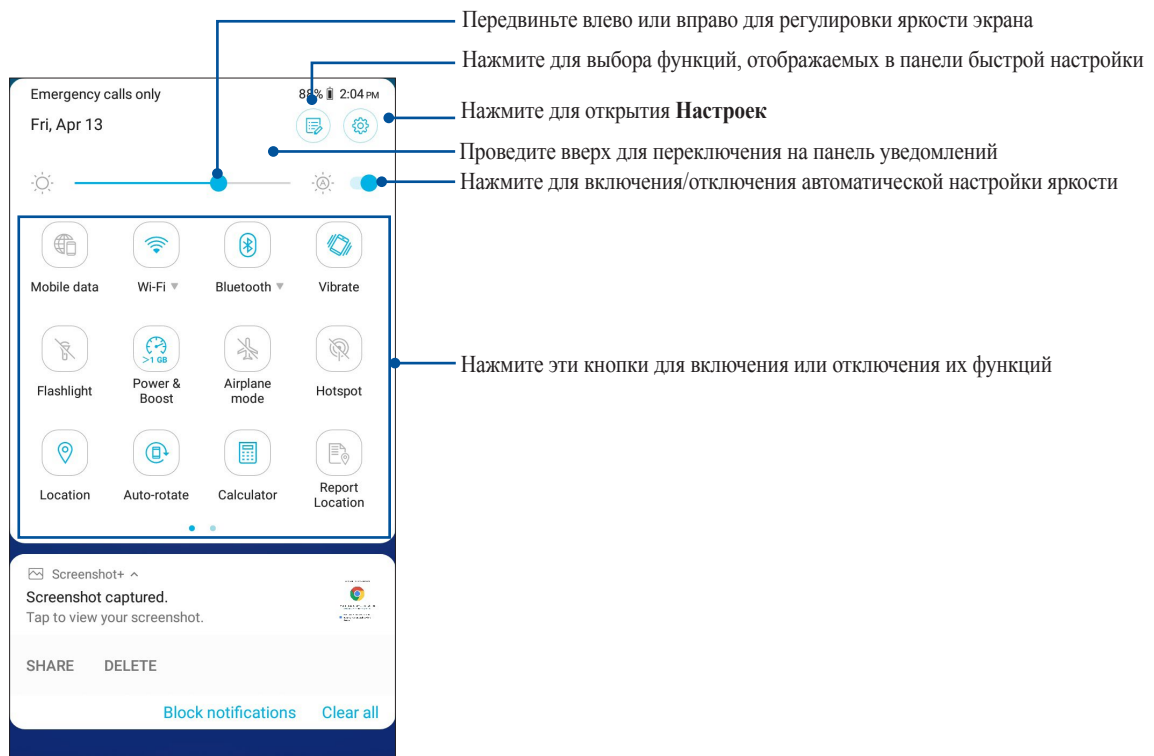 Передвиньте влево или вправо для регулировки яркости экрана
Нажмите для выбора функций, отображаемых в панели быстрой настройки
Emergency calls only
88% 2:04 PM
Нажмите для открытия Настроек
Fri, Apr 13
Проведите вверх для переключения на панель уведомлений
A
Нажмите для включения/отключения автоматической настройки яркости
Mobile data Wi-Fi Bluetooth Vibrate
>1 GB
Нажмите эти кнопки для включения или отключения их функций
Flashlight Power & Boost Airplane mode Hotspot
Location Auto-rotate Calculator Report Location
Screenshot+
Screenshot captured.
Tap to view your screenshot.
SHARE DELETE
Block notifications Clear all